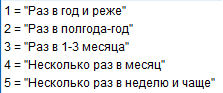 1 = "Раз в год и реже"
2 = "Раз в полгода-год"
3 = "Раз в 1-3 месяца"
4 = "Несколько раз в месяц"
5 = "Несколько раз в неделю и чаще"